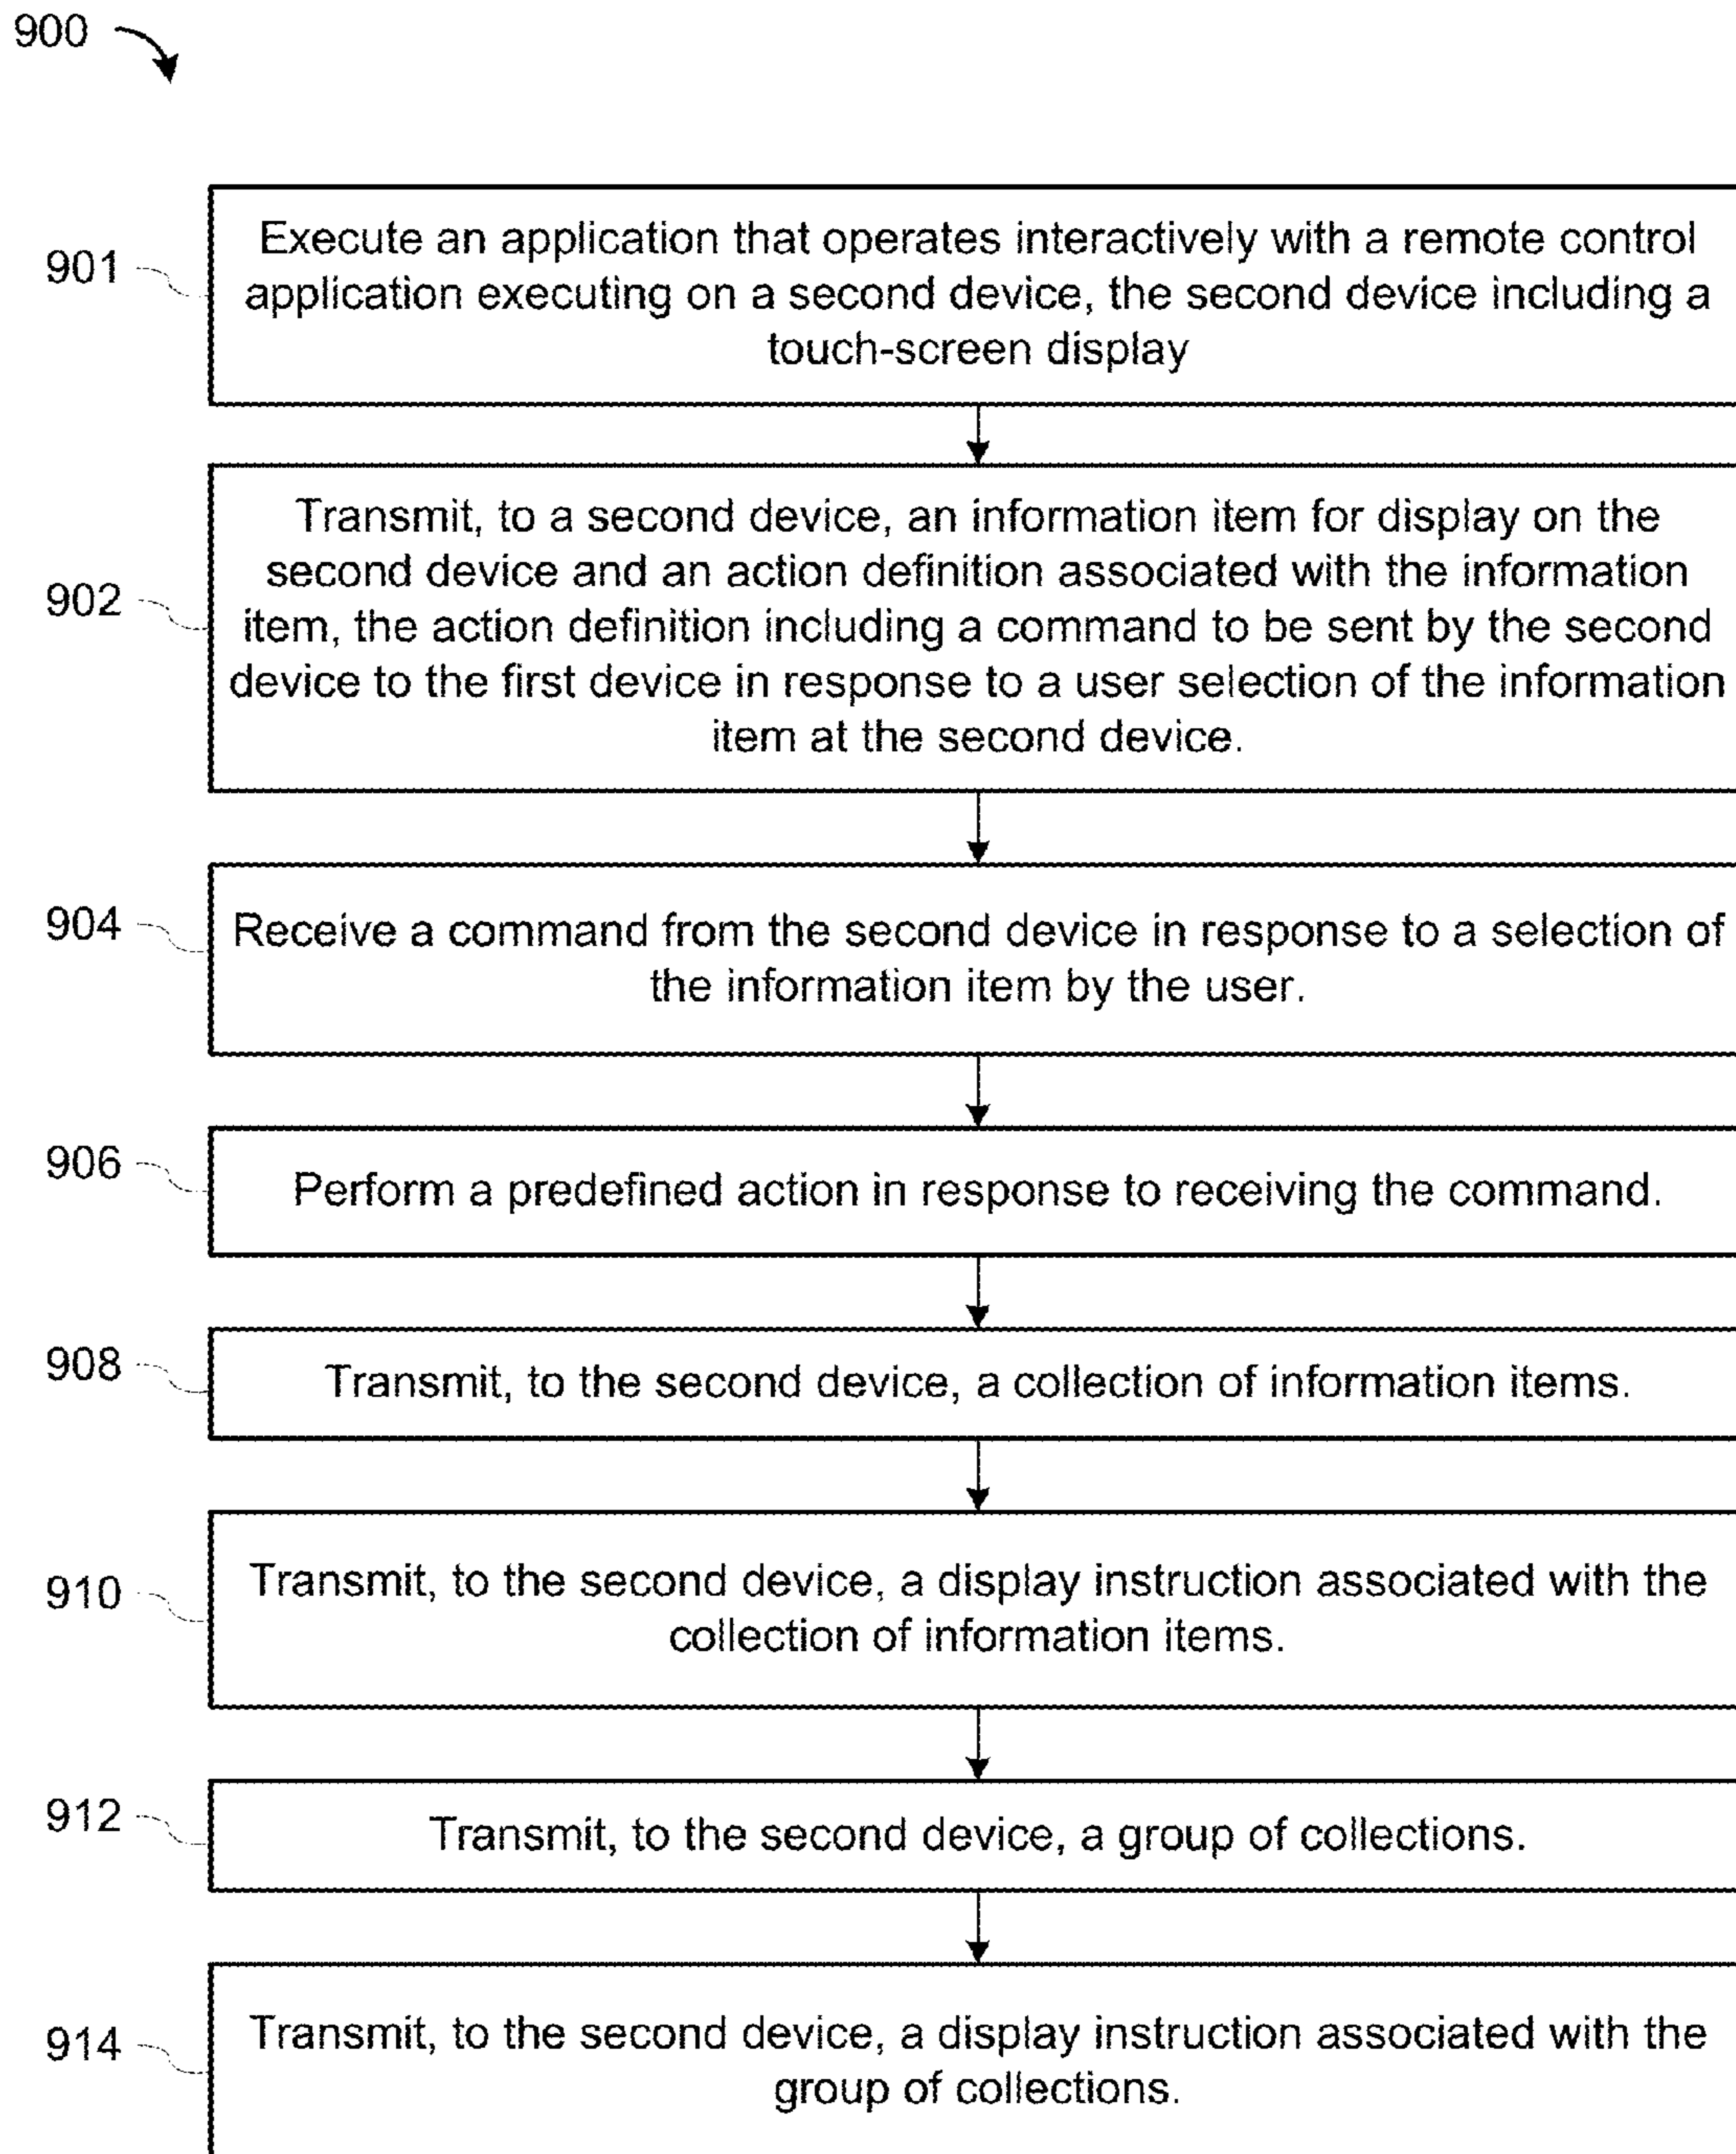 900
901
Execute an application that operates interactively with a remote control
application executing on a second device, the second device including a
touch-screen display
902
Transmit, to a second device, an information item for display on the
second device and an action definition associated with the information
item, the action definition including a command to be sent by the second
device to the first device in response to a user selection of the information
item at the second device.
904
Receive a command from the second device in response to a selection of
the information item by the user.
906
Perform a predefined action in response to receiving the command.
908
Transmit, to the second device, a collection of information items.
910
Transmit, to the second device, a display instruction associated with the
collection of information items.
912
Transmit, to the second device, a group of collections.
914
Transmit, to the second device, a display instruction associated with the
group of collections.